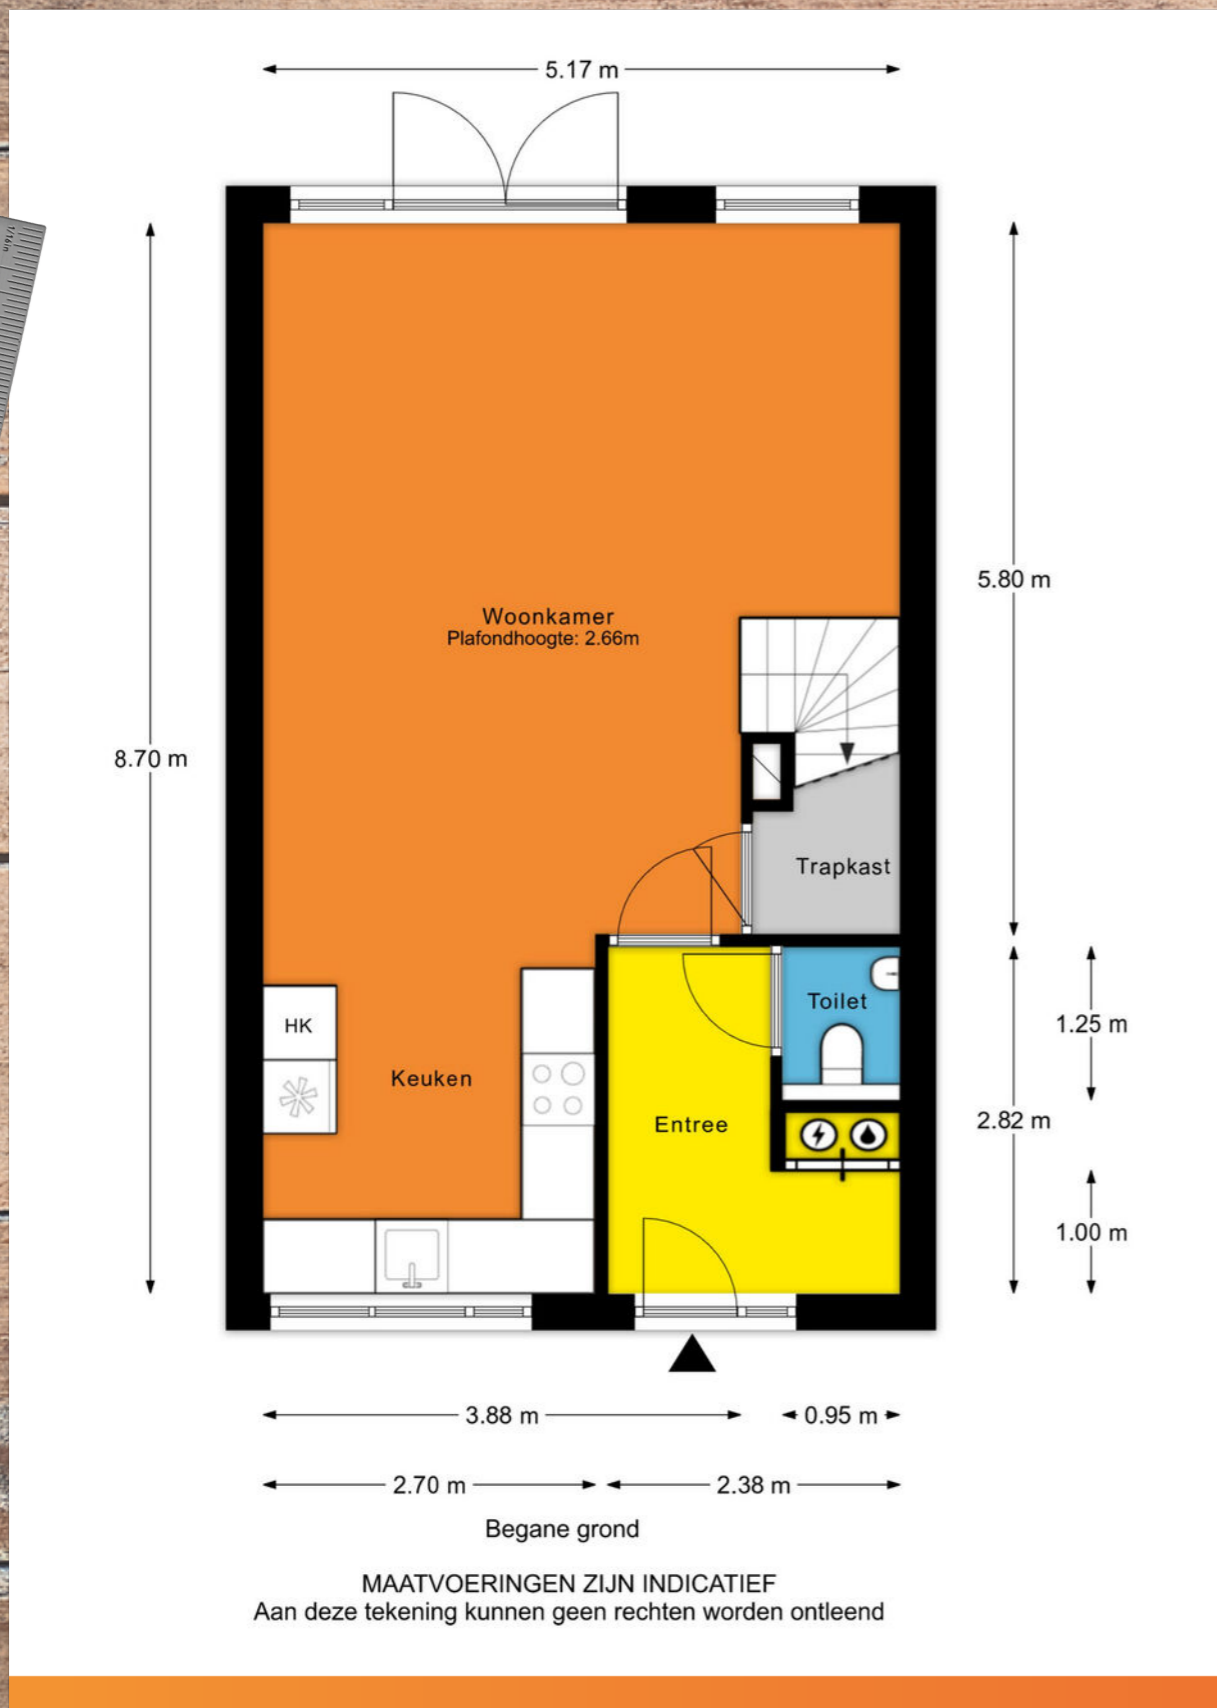 5.17 m
1/16in
Woonkamer
Plafondhoogte: 2.66m
5.80 m
8.70 m
Trapkast
HK
Toilet
1.25 m
Keuken
Entree
2.82 m
1.00 m
3.88 m
0.95 m
2.70 m
2.38 m
Begane grond
MAATVOERINGEN ZIJN INDICATIEF
Aan deze tekening kunnen geen rechten worden ontleend